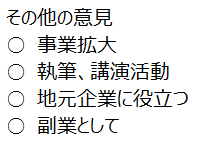 その他の意見
○ 事業拡大
○ 執筆、講演活動
○ 地元企業に役立つ
○ 副業として